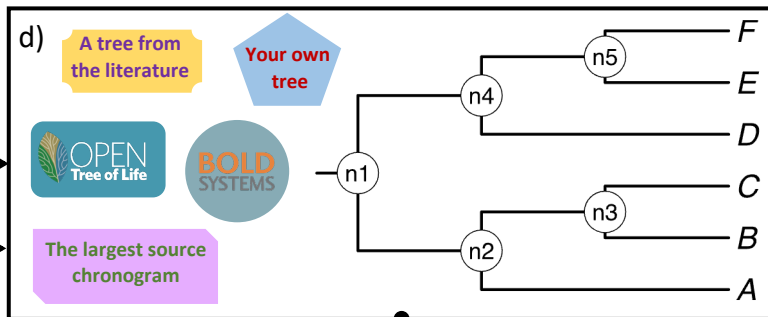 d)
A tree from
the literature
Your own
tree
OPEN
Tree of Life
BOLD
SYSTEMS
The largest source
chronogram
n1
n4
n5
n2
n3
F
E
D
C
B
A